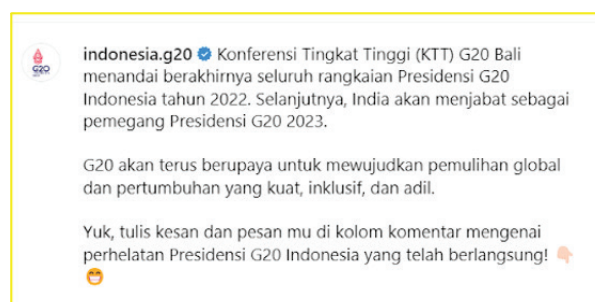 indonesia.g20 Konferensi Tingkat Tinggi (KTT) G20 Bali
menandai berakhirnya seluruh rangkaian Presidensi G20
Indonesia tahun 2022. Selanjutnya, India akan menjabat sebagai
pemegang Presidensi G20 2023.
G20 akan terus berupaya untuk mewujudkan pemulihan global
dan pertumbuhan yang kuat, inklusif, dan adil.
Yuk, tulis kesan dan pesan mu di kolom komentar mengenai
perhelatan Presidensi G20 Indonesia yang telah berlangsung! 👇🏻
😁